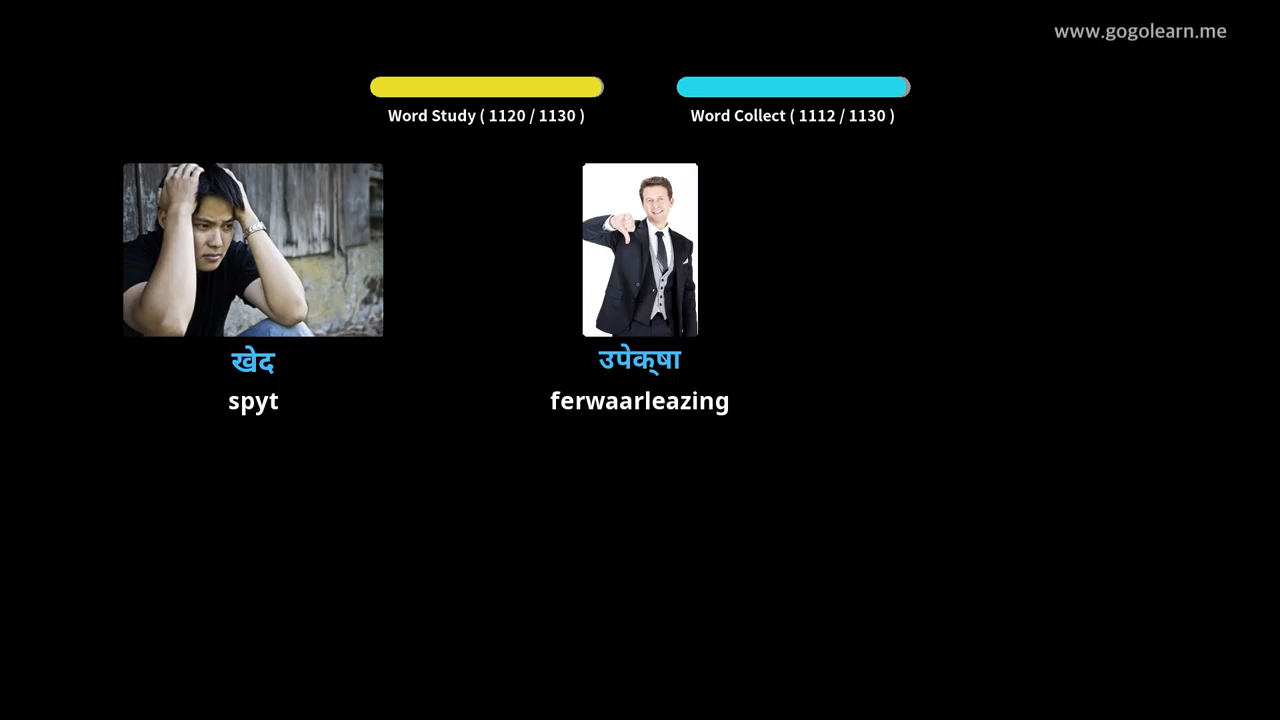 www.gogolearn.me
Word Study ( 1120 / 1130 )
Word Collect ( 1112 / 1130 )
खेद
उपेक्षा
spyt
ferwaarleazing